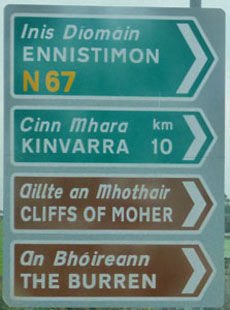 Inis Díomáin
ENNISTIMON
N67
Cinn Mhara km
KINVARRA 10
Aillte an Mhothair
CLIFFS OF MOHER
An Bhóireann
THE BURREN